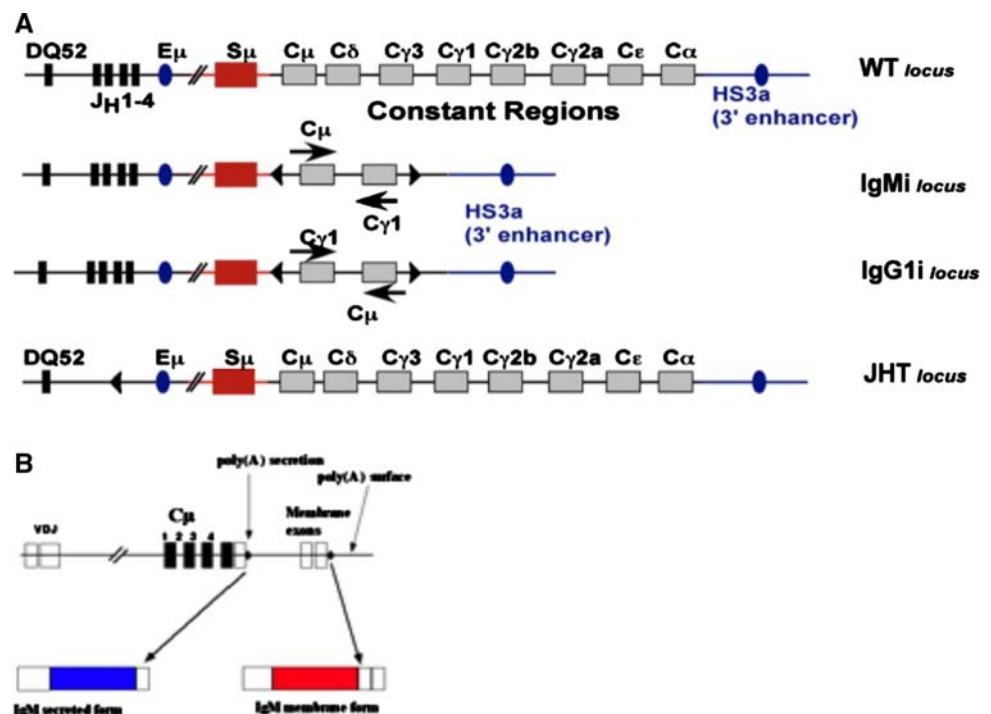 A
DQ52 Eμ Sμ Cμ Cδ Cγ3 Cγ1 Cγ2b Cγ2a Cε Cα
WT locus
JH1-4
Constant Regions
HS3a
(3' enhancer)
Cμ
IgMi locus
Cγ1
HS3a
(3' enhancer)
Cγ1
IgG1i locus
Cμ
DQ52 Eμ Sμ Cμ Cδ Cγ3 Cγ1 Cγ2b Cγ2a Cε Cα
JHT locus
B
poly(A) secretion
poly(A) surface
Cμ
Membrane
exons
VDJ
1 2 3 4
IgM secreted form
IgM membrane form